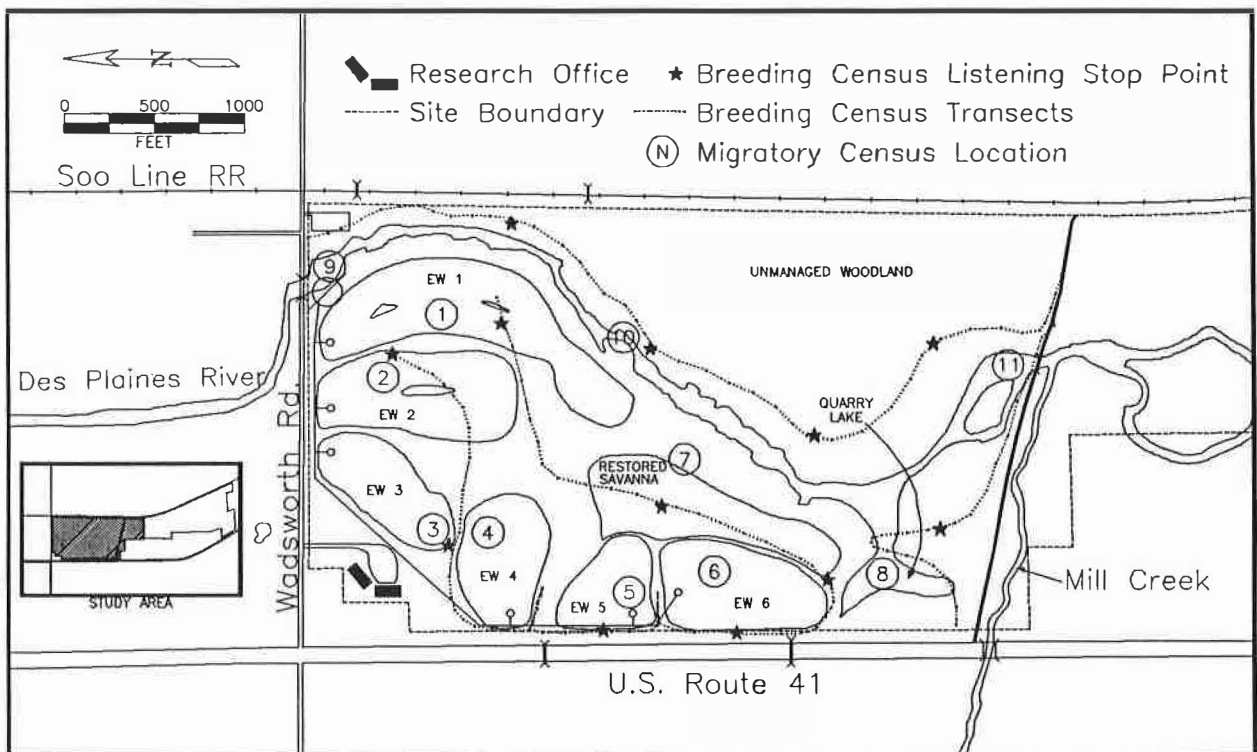 N
0 500 1000
FEET
Soo Line RR
Research Office
Breeding Census Listening Stop Point
Site Boundary
Breeding Census Transects
N Migratory Census Location
UNMANAGED WOODLAND
9
EW 1
1
10
11
Des Plaines River
2
EW 2
QUARRY
LAKE
Wadsworth Rd.
RESTORED
SAVANNA
7
EW 3
3
4
EW 4
EW 5
5
6
EW 6
8
Mill Creek
STUDY AREA
U.S. Route 41